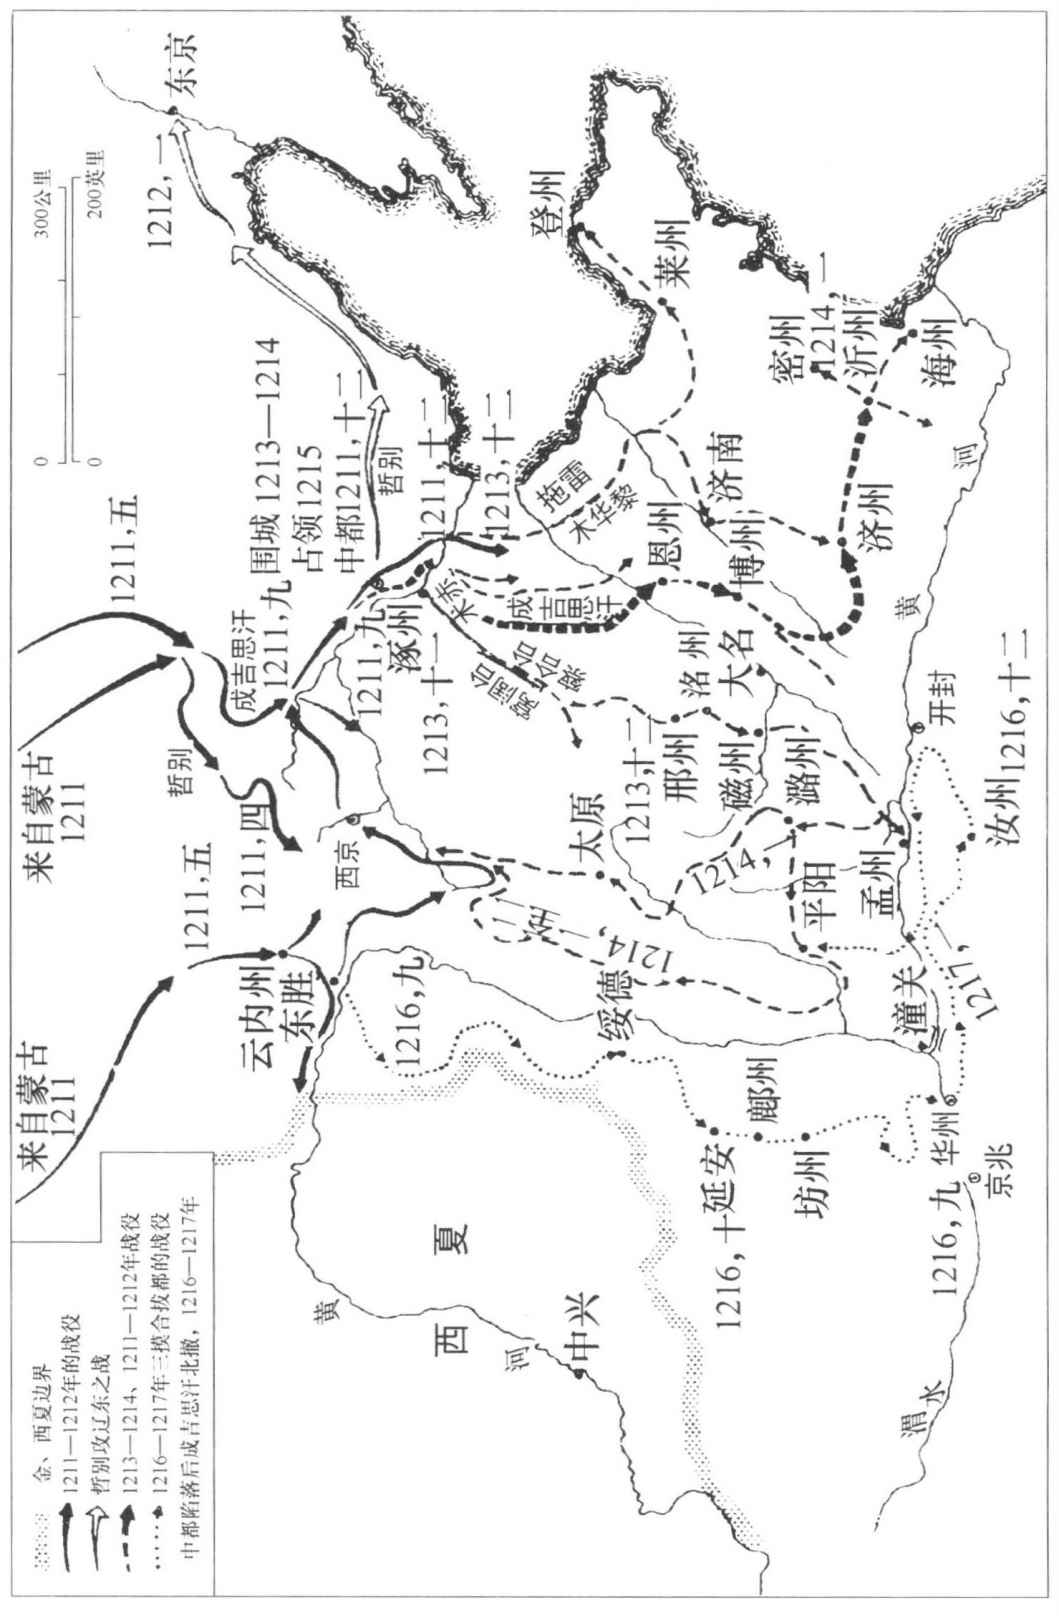 金、西夏边界
1211—1212年的战役
哲别攻辽东之战
1213—1214、1211—1212年战役
1216—1217年三摸合拔都的战役
中都陷落后成吉思汗北撤，1216—1217年
0
300公里
0
200英里
来自蒙古
1211
来自蒙古
1211
1211,五
1211,五
哲别
成吉思汗
1211,九
1211,四
围城1213—1214
占领1215
中都1211,十二
哲别
1212,一
东京
云内州
东胜
西京
1211,九
涿州
1213,十一
1211,十二
1213,十二
1216,九
黄
河
西
夏
中兴
绥德
1214,一至二
太原
1213,十二
窝阔台
察合台
术赤
成吉思汗
拖雷
木华黎
恩州
博州
济南
登州
莱州
密州
1214,一
沂州
海州
济州
邢州
洺州
磁州
大名
潞州
1214,一
平阳
孟州
黄
河
开封
汝州
1216,十二
1217,一
潼关
1216,十
延安
鄜州
坊州
1216,九
华州
京兆
渭水